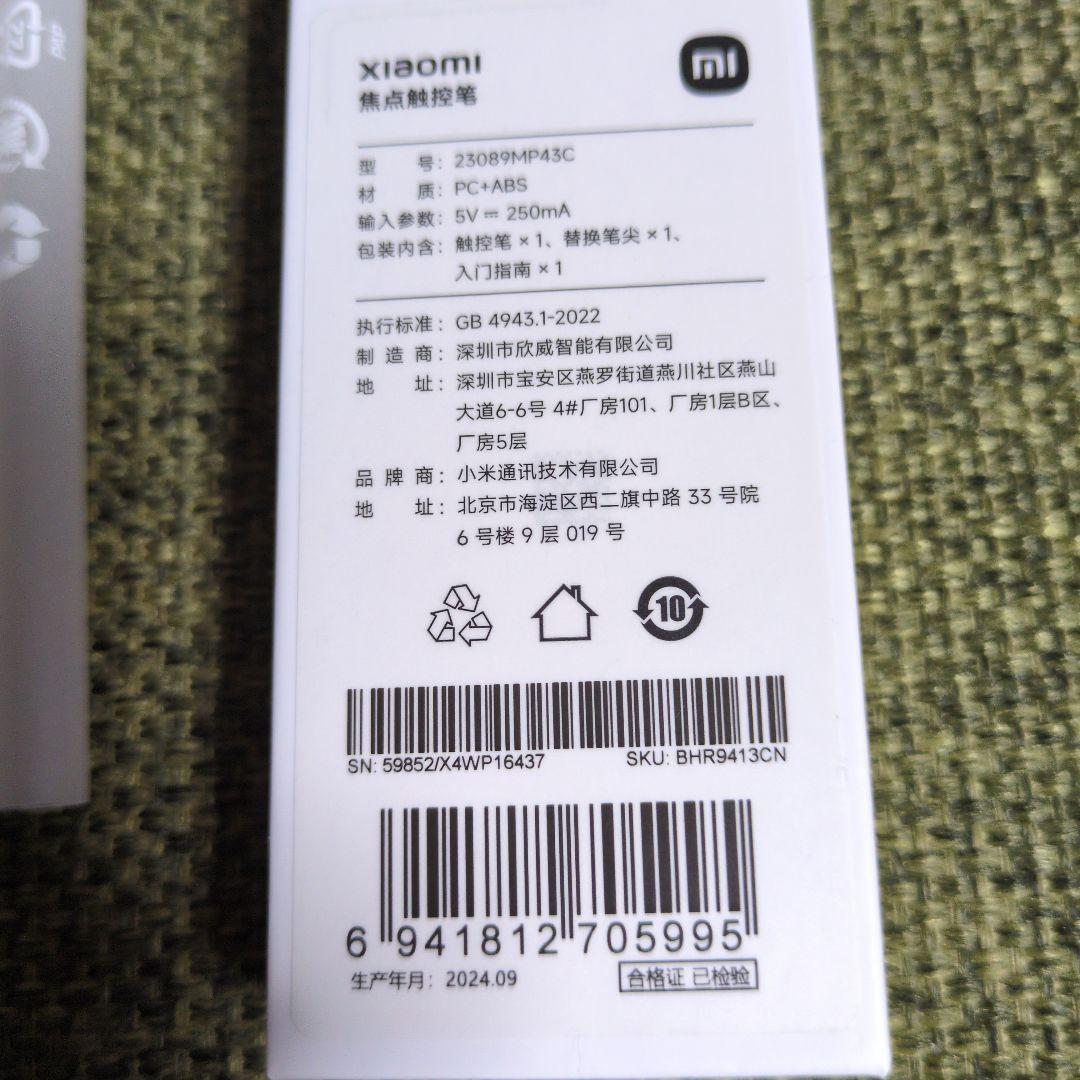 xiaomi
焦点触控笔
mi
型 号：23089MP43C
材 质：PC+ABS
输入参数：5V ⎓ 250mA
包装内含：触控笔 × 1、替换笔尖 × 1、
入门指南 × 1
执行标准：GB 4943.1-2022
制 造 商：深圳市欣威智能有限公司
地 址：深圳市宝安区燕罗街道燕川社区燕山
大道6-6号 4#厂房101、厂房1层B区、
厂房5层
品 牌 商：小米通讯技术有限公司
地 址：北京市海淀区西二旗中路 33 号院
6 号楼 9 层 019 号
10
SN: 59852/X4WP16437 SKU: BHR9413CN
6 941812 705995
生产年月：2024.09 合格证 已检验